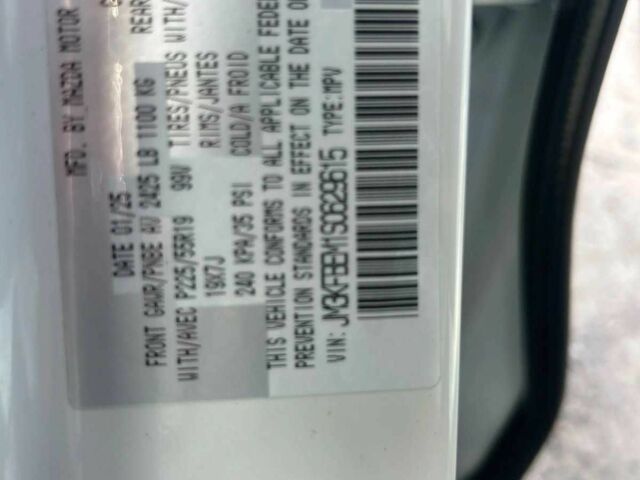 MFD. BY MAZDA MOTOR
DATE 01/25
FRONT GAWR/PNBE AV 2425 LB 1100 KG REAR
WITH/AVEC P225/55R19 99V TIRES/PNEUS WITH/
19X7J RIMS/JANTES
240 KPA/35 PSI COLD/A FROID
THIS VEHICLE CONFORMS TO ALL APPLICABLE FEDE
PREVENTION STANDARDS IN EFFECT ON THE DATE O
VIN: JM3KFBEM1S0629615 TYPE: MPV